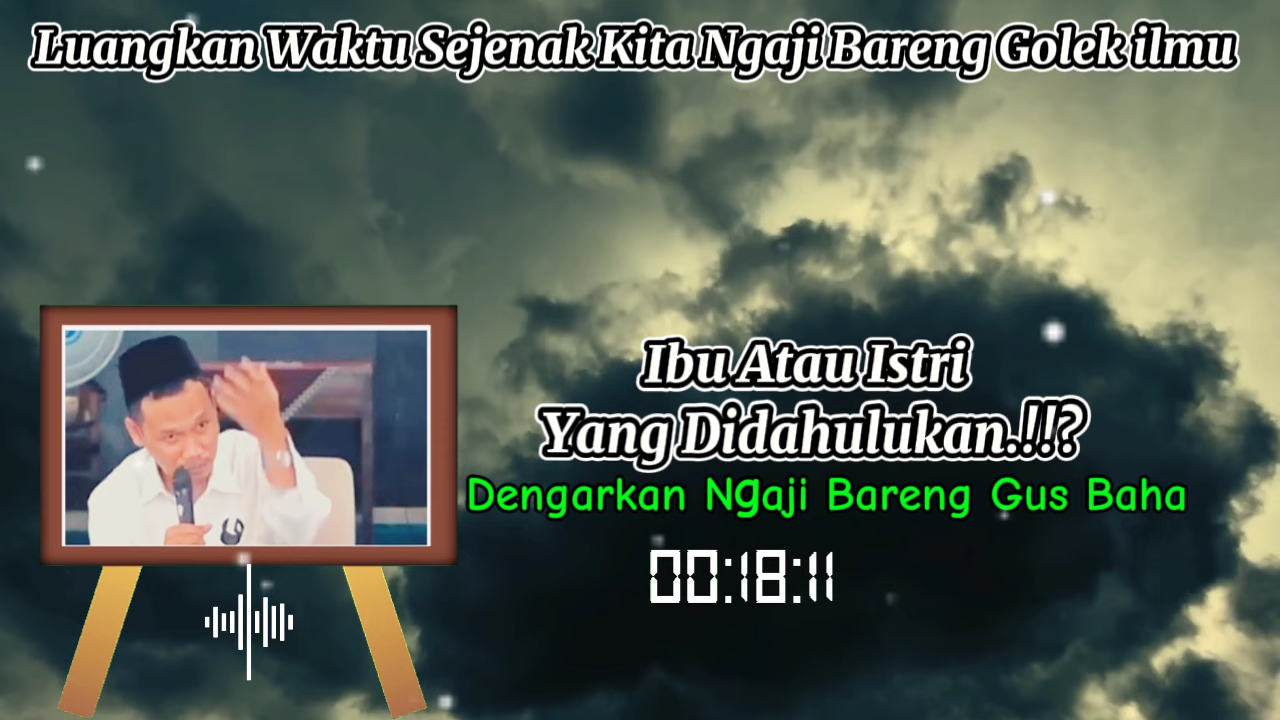 Luangkan Waktu Sejenak Kita Ngaji Bareng Golek ilmu
Ibu Atau Istri
Yang Didahulukan.!!?
Dengarkan Ngaji Bareng Gus Baha
00:18:11